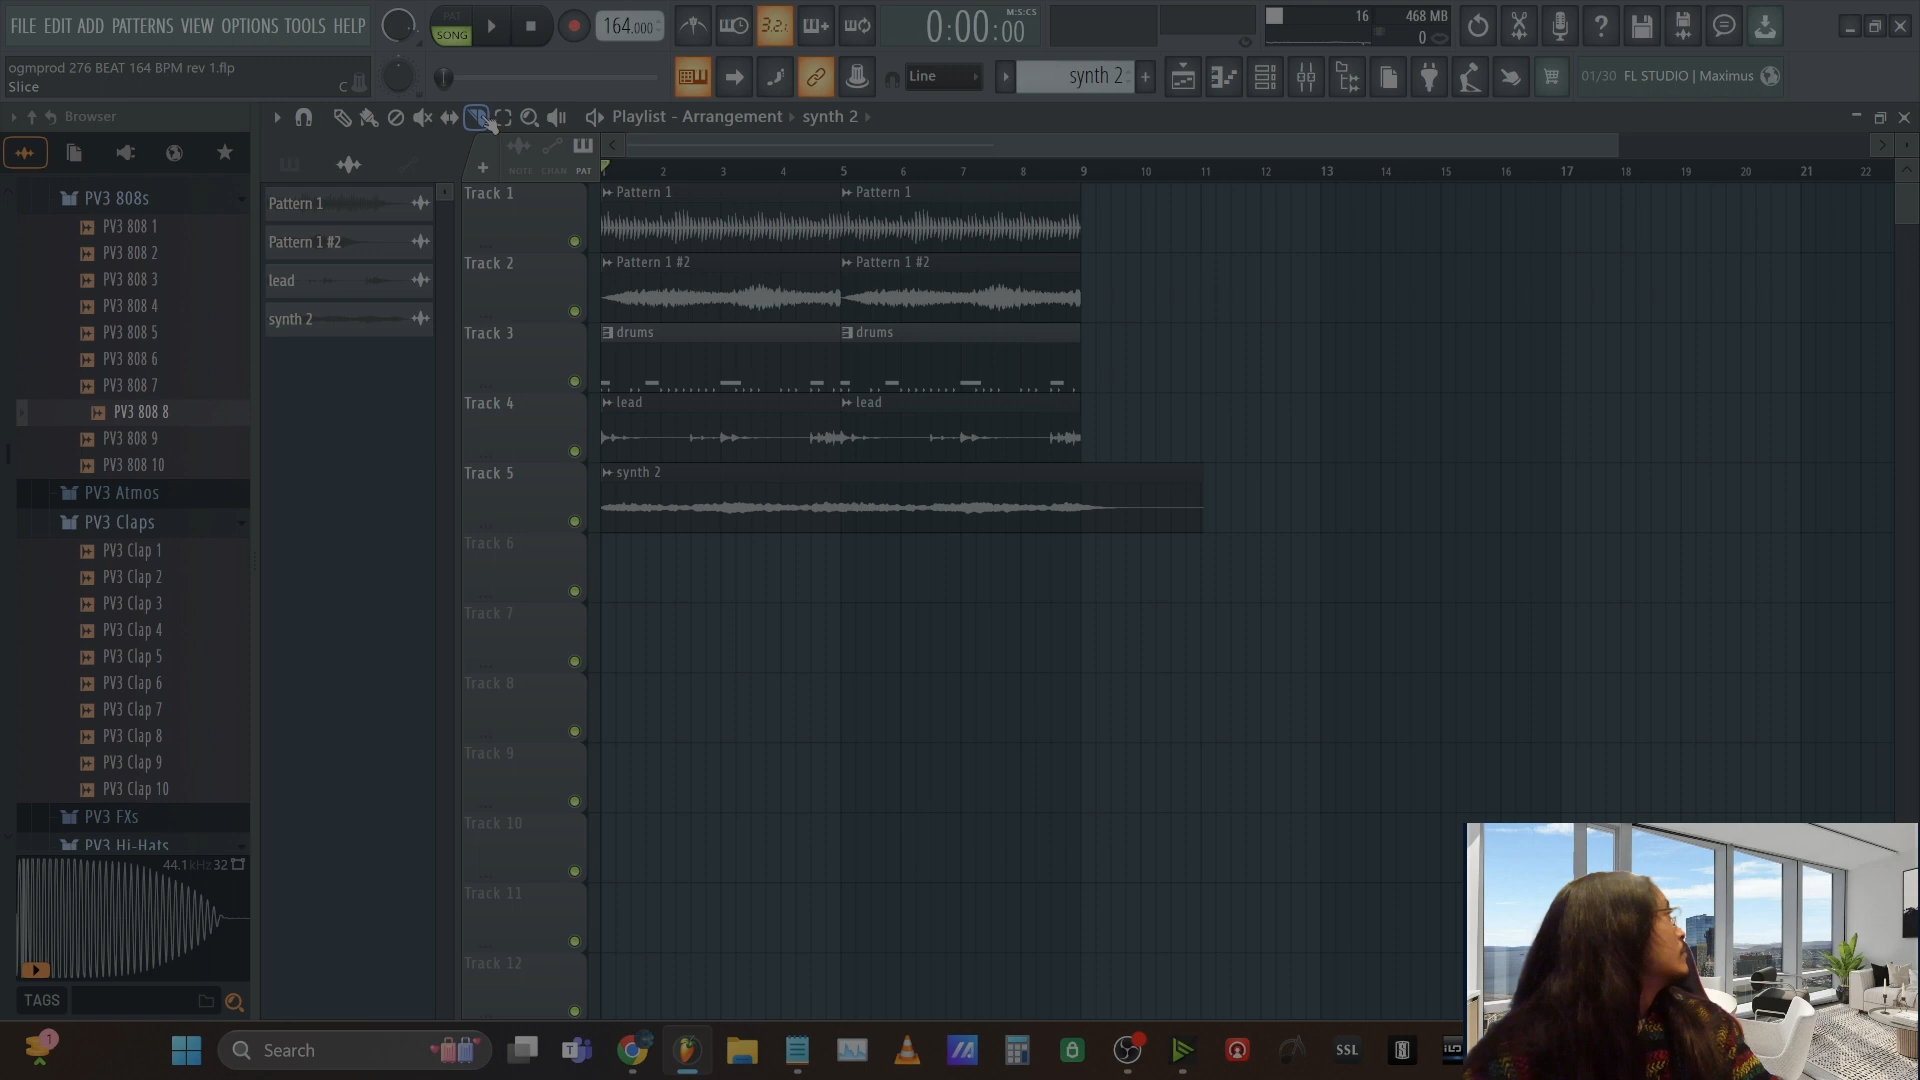 FILE EDIT ADD PATTERNS VIEW OPTIONS TOOLS HELP
PAT
SONG
164.000
3.2.
0:00:00
M:S:CS
16
468 MB
0
ogmprod 276 BEAT 164 BPM rev 1.flp
Slice
C
Line
synth 2
01/30 FL STUDIO | Maximus
Browser
Playlist - Arrangement
synth 2
NOTE CHAN PAT
2 3 4 5 6 7 8 9 10 11 12 13 14 15 16 17 18 19 20 21 22
PV3 808s
PV3 808 1
PV3 808 2
PV3 808 3
PV3 808 4
PV3 808 5
PV3 808 6
PV3 808 7
PV3 808 8
PV3 808 9
PV3 808 10
PV3 Atmos
PV3 Claps
PV3 Clap 1
PV3 Clap 2
PV3 Clap 3
PV3 Clap 4
PV3 Clap 5
PV3 Clap 6
PV3 Clap 7
PV3 Clap 8
PV3 Clap 9
PV3 Clap 10
PV3 FXs
PV3 Hi-Hats
44.1kHz 32
TAGS
Pattern 1
Pattern 1 #2
lead
synth 2
Track 1
Pattern 1
Pattern 1
Track 2
Pattern 1 #2
Pattern 1 #2
Track 3
drums
drums
Track 4
lead
lead
Track 5
synth 2
Track 6
Track 7
Track 8
Track 9
Track 10
Track 11
Track 12
1
Search
SSL